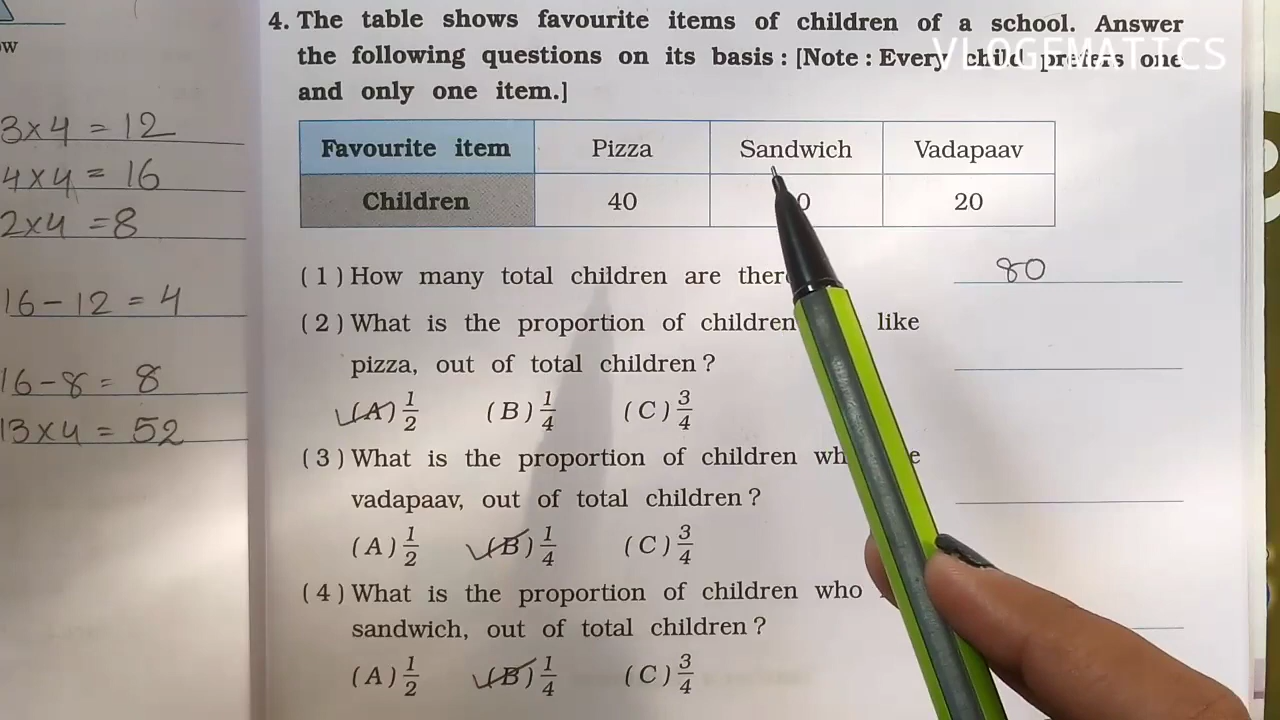 w
3x4 = 12
4x4 = 16
2x4 = 8
16-12 = 4
16-8 = 8
13x4 = 52
VLOGEMATICS
4. The table shows favourite items of children of a school. Answer
the following questions on its basis : [Note : Every child prefers one
and only one item.]
Favourite item Pizza Sandwich Vadapaav
Children 40 0 20
(1) How many total children are ther 80
(2) What is the proportion of children like
pizza, out of total children ?
(A) 1/2 (B) 1/4 (C) 3/4
(3) What is the proportion of children wh e
vadapaav, out of total children ?
(A) 1/2 (B) 1/4 (C) 3/4
(4) What is the proportion of children who
sandwich, out of total children ?
(A) 1/2 (B) 1/4 (C) 3/4